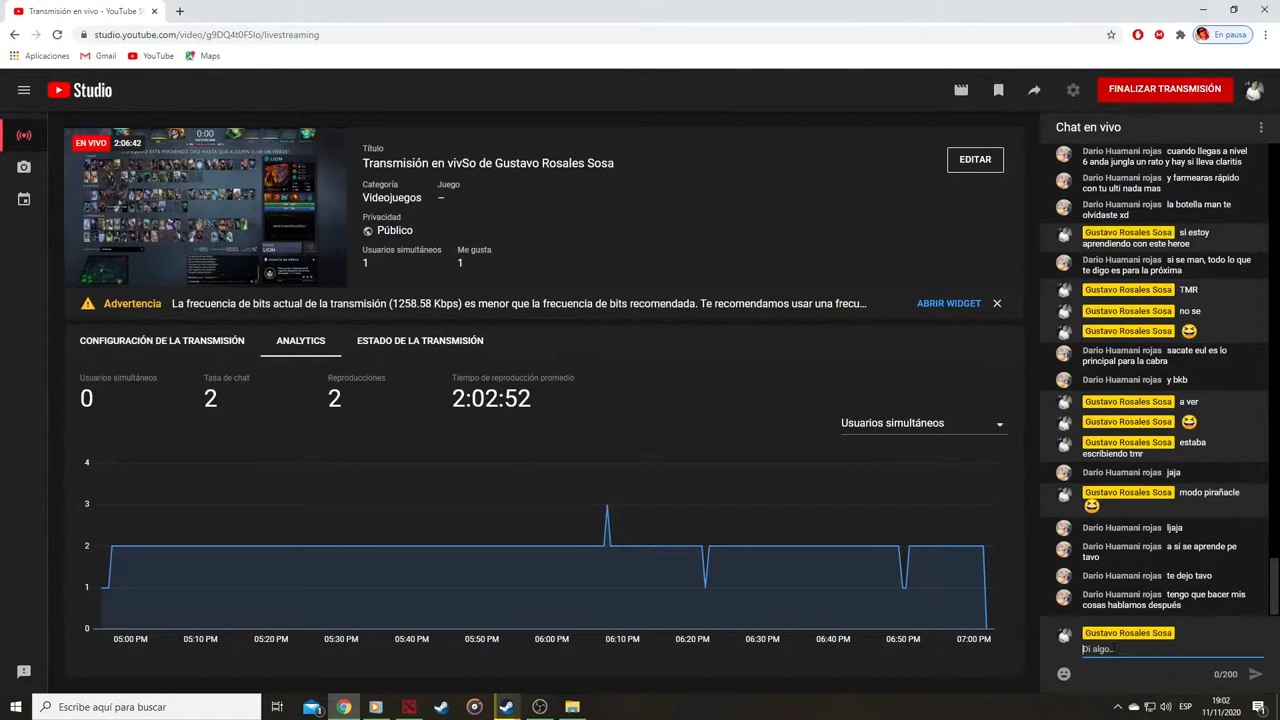 Transmisión en vivo - YouTube St
studio.youtube.com/video/g9DQ4t0F5Io/livestreaming
En pausa
Aplicaciones
Gmail
YouTube
Maps
Studio
FINALIZAR TRANSMISIÓN
EN VIVO
2:06:42
0:00
LION
Título
Transmisión en vivSo de Gustavo Rosales Sosa
EDITAR
Categoría
Juego
Videojuegos
–
Privacidad
Público
Usuarios simultáneos
Me gusta
1
1
Advertencia
La frecuencia de bits actual de la transmisión (1258.58 Kbps) es menor que la frecuencia de bits recomendada. Te recomendamos usar una frecu...
ABRIR WIDGET
CONFIGURACIÓN DE LA TRANSMISIÓN
ANALYTICS
ESTADO DE LA TRANSMISIÓN
Usuarios simultáneos
Tasa de chat
Reproducciones
Tiempo de reproducción promedio
0
2
2
2:02:52
Usuarios simultáneos
4
3
2
1
0
05:00 PM
05:10 PM
05:20 PM
05:30 PM
05:40 PM
05:50 PM
06:00 PM
06:10 PM
06:20 PM
06:30 PM
06:40 PM
06:50 PM
07:00 PM
Chat en vivo
Dario Huamani rojas cuando llegas a nivel
6 anda jungla un rato y hay si lleva claritis
Dario Huamani rojas y farmearas rápido
con tu ulti nada mas
Dario Huamani rojas la botella man te
olvidaste xd
Gustavo Rosales Sosa si estoy
aprendiendo con este heroe
Dario Huamani rojas si se man, todo lo que
te digo es para la próxima
Gustavo Rosales Sosa TMR
Gustavo Rosales Sosa no se
Gustavo Rosales Sosa 😆
Dario Huamani rojas sacate eul es lo
principal para la cabra
Dario Huamani rojas y bkb
Gustavo Rosales Sosa a ver
Gustavo Rosales Sosa 😆
Gustavo Rosales Sosa estaba
escribiendo tmr
Dario Huamani rojas jaja
Gustavo Rosales Sosa modo pirañacle
😆
Dario Huamani rojas ljaja
Dario Huamani rojas a si se aprende pe
tavo
Dario Huamani rojas te dejo tavo
Dario Huamani rojas tengo que bacer mis
cosas hablamos después
Gustavo Rosales Sosa
Di algo...
0/200
Escribe aquí para buscar
ESP
19:02
11/11/2020